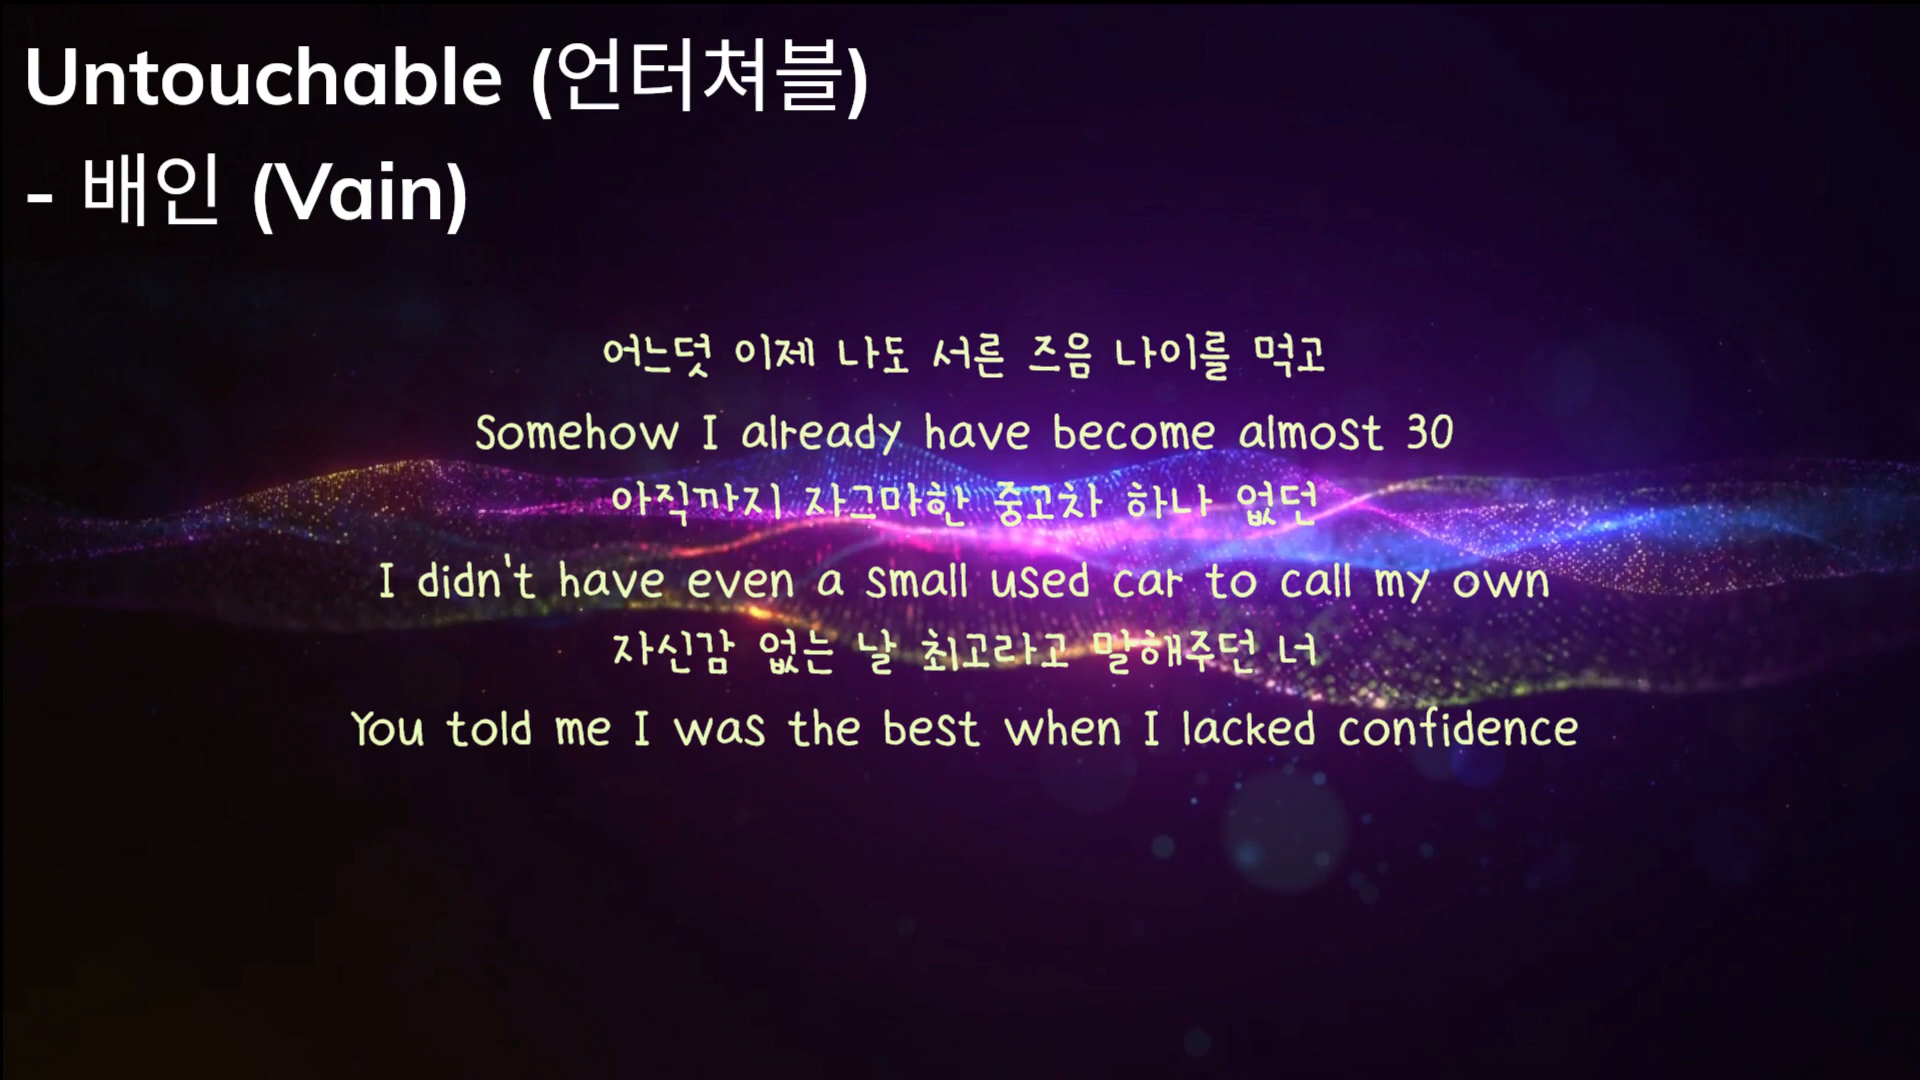 Untouchable (언터쳐블)
- 배인 (Vain)
어느덧 이제 나도 서른 즈음 나이를 먹고
Somehow I already have become almost 30
아직까지 자그마한 중고차 하나 없던
I didn't have even a small used car to call my own
자신감 없는 날 최고라고 말해주던 너
You told me I was the best when I lacked confidence